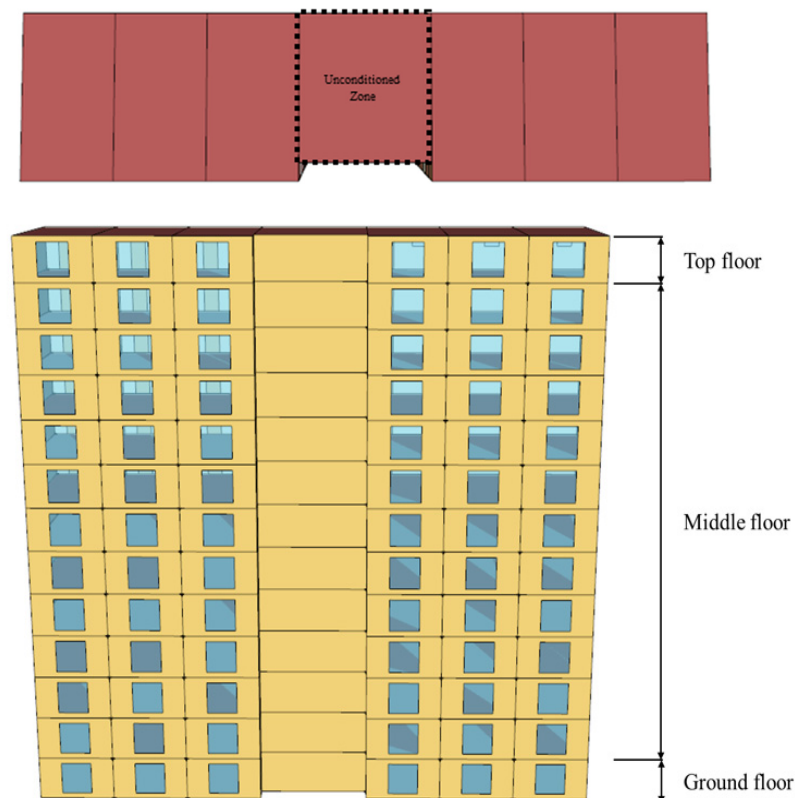 Unconditioned
Zone
Top floor
Middle floor
Ground floor